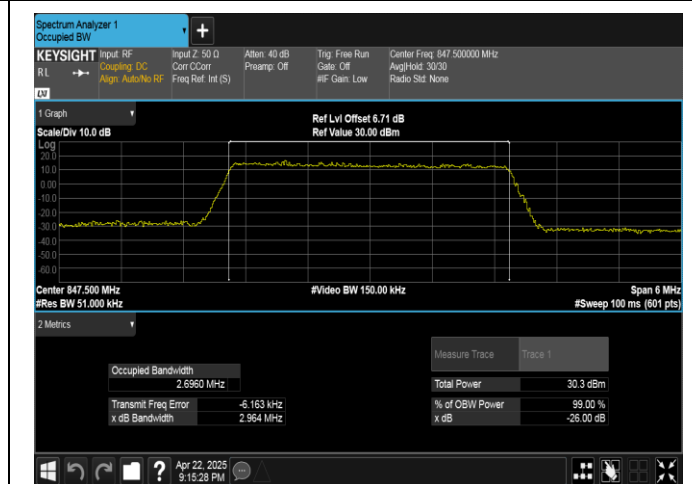 Spectrum Analyzer 1
Occupied BW
+
KEYSIGHT Input: RF Input Z: 50 Ω Atten: 40 dB Trig: Free Run Center Freq: 847.500000 MHz
RL Coupling: DC Corr CCorr Preamp: Off Gate: Off Avg|Hold: 30/30
Align: Auto/No RF Freq Ref: Int (S) #IF Gain: Low Radio Std: None
LXI
1 Graph
Ref Lvl Offset 6.71 dB
Scale/Div 10.0 dB Ref Value 30.00 dBm
Log
20.0
10.0
0.00
-10.0
-20.0
-30.0
-40.0
-50.0
-60.0
Center 847.500 MHz #Video BW 150.00 kHz Span 6 MHz
#Res BW 51.000 kHz #Sweep 100 ms (601 pts)
2 Metrics
Measure Trace Trace 1
Occupied Bandwidth
2.6960 MHz Total Power 30.3 dBm
Transmit Freq Error -6.163 kHz % of OBW Power 99.00 %
x dB Bandwidth 2.964 MHz x dB -26.00 dB
? Apr 22, 2025
9:15:28 PM